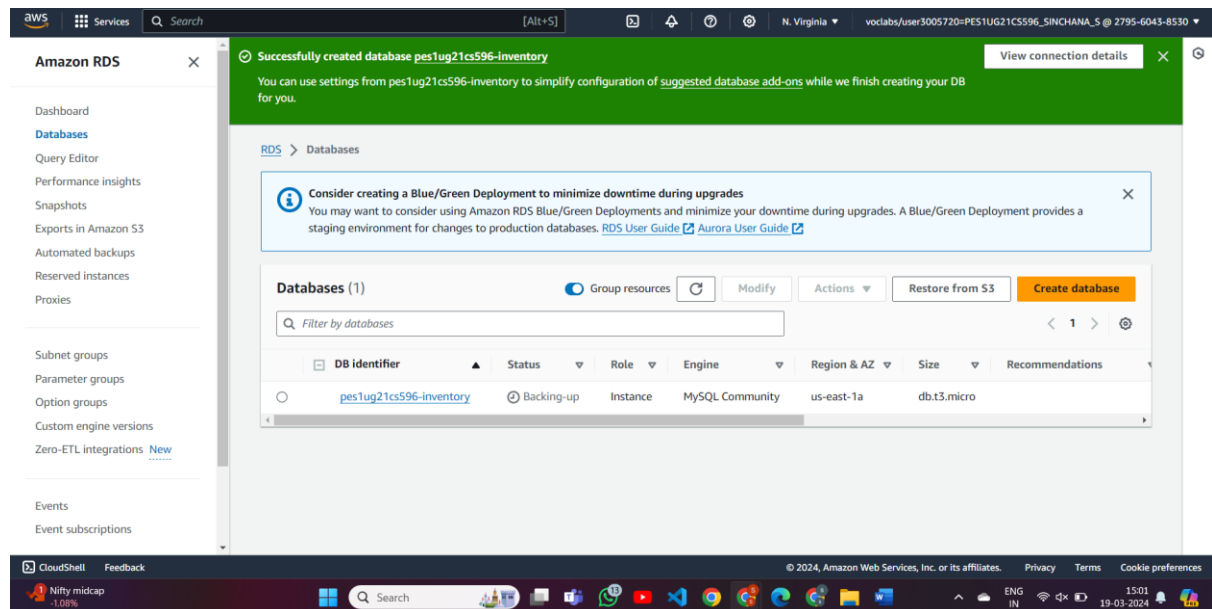 aws Services Search [Alt+S] N. Virginia voclabs/user3005720=PES1UG21CS596_SINCHANA_S @ 2795-6043-8530
Amazon RDS
Dashboard
Databases
Query Editor
Performance insights
Snapshots
Exports in Amazon S3
Automated backups
Reserved instances
Proxies
Subnet groups
Parameter groups
Option groups
Custom engine versions
Zero-ETL integrations New
Events
Event subscriptions
Successfully created database pes1ug21cs596-inventory
View connection details
You can use settings from pes1ug21cs596-inventory to simplify configuration of suggested database add-ons while we finish creating your DB
for you.
RDS > Databases
Consider creating a Blue/Green Deployment to minimize downtime during upgrades
You may want to consider using Amazon RDS Blue/Green Deployments and minimize your downtime during upgrades. A Blue/Green Deployment provides a
staging environment for changes to production databases. RDS User Guide Aurora User Guide
Databases (1) Group resources Modify Actions Restore from S3 Create database
Filter by databases
< 1 >
DB identifier Status Role Engine Region & AZ Size Recommendations
pes1ug21cs596-inventory Backing-up Instance MySQL Community us-east-1a db.t3.micro
CloudShell Feedback © 2024, Amazon Web Services, Inc. or its affiliates. Privacy Terms Cookie preferences
1 Nifty midcap
-1.08%
Search
ENG
IN
15:01
19-03-2024